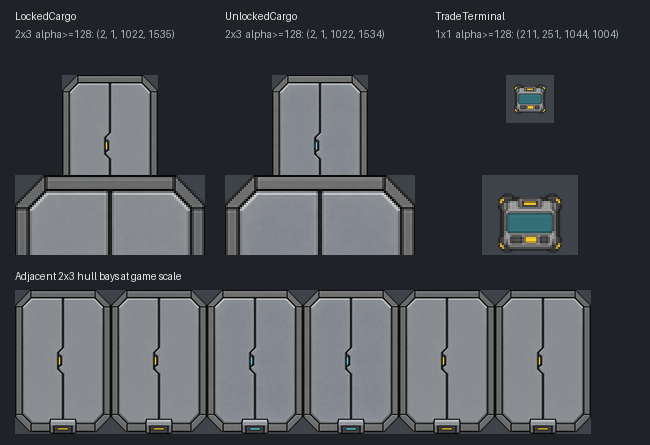 LockedCargo
2x3 alpha>=128: (2, 1, 1022, 1535)
UnlockedCargo
2x3 alpha>=128: (2, 1, 1022, 1534)
TradeTerminal
1x1 alpha>=128: (211, 251, 1044, 1004)
Adjacent 2x3 hull bays at game scale